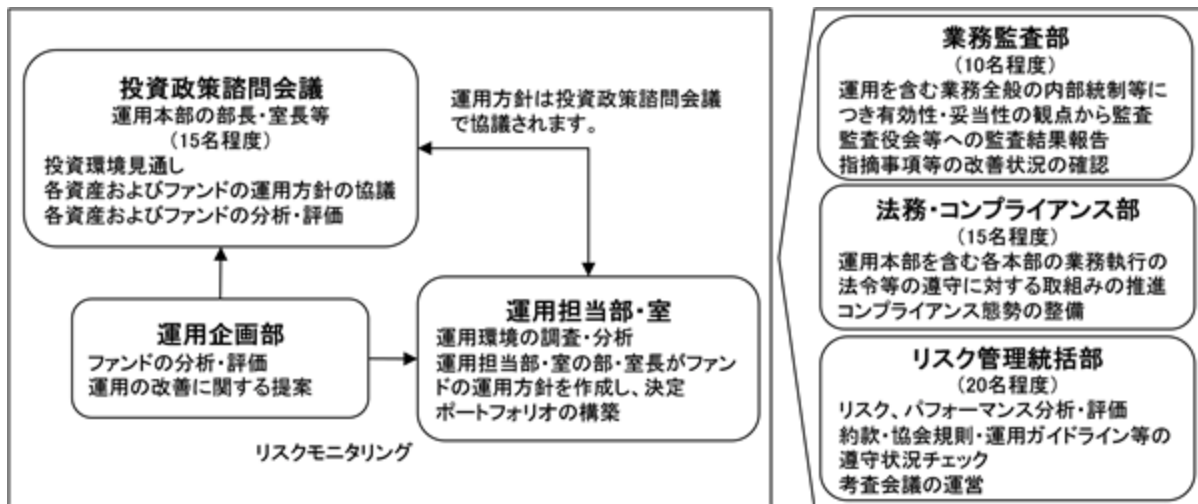 投資政策諮問会議
運用本部の部長・室長等
(15名程度)
投資環境見通し
各資産およびファンドの運用方針の協議
各資産およびファンドの分析・評価
運用方針は投資政策諮問会議
で協議されます。
運用企画部
ファンドの分析・評価
運用の改善に関する提案
運用担当部・室
運用環境の調査・分析
運用担当部・室の部・室長がファン
ドの運用方針を作成し、決定
ポートフォリオの構築
リスクモニタリング
業務監査部
(10名程度)
運用を含む業務全般の内部統制等に
つき有効性・妥当性の観点から監査
監査役会等への監査結果報告
指摘事項等の改善状況の確認
法務・コンプライアンス部
(15名程度)
運用本部を含む各本部の業務執行の
法令等の遵守に対する取組みの推進
コンプライアンス態勢の整備
リスク管理統括部
(20名程度)
リスク、パフォーマンス分析・評価
約款・協会規則・運用ガイドライン等の
遵守状況チェック
考査会議の運営